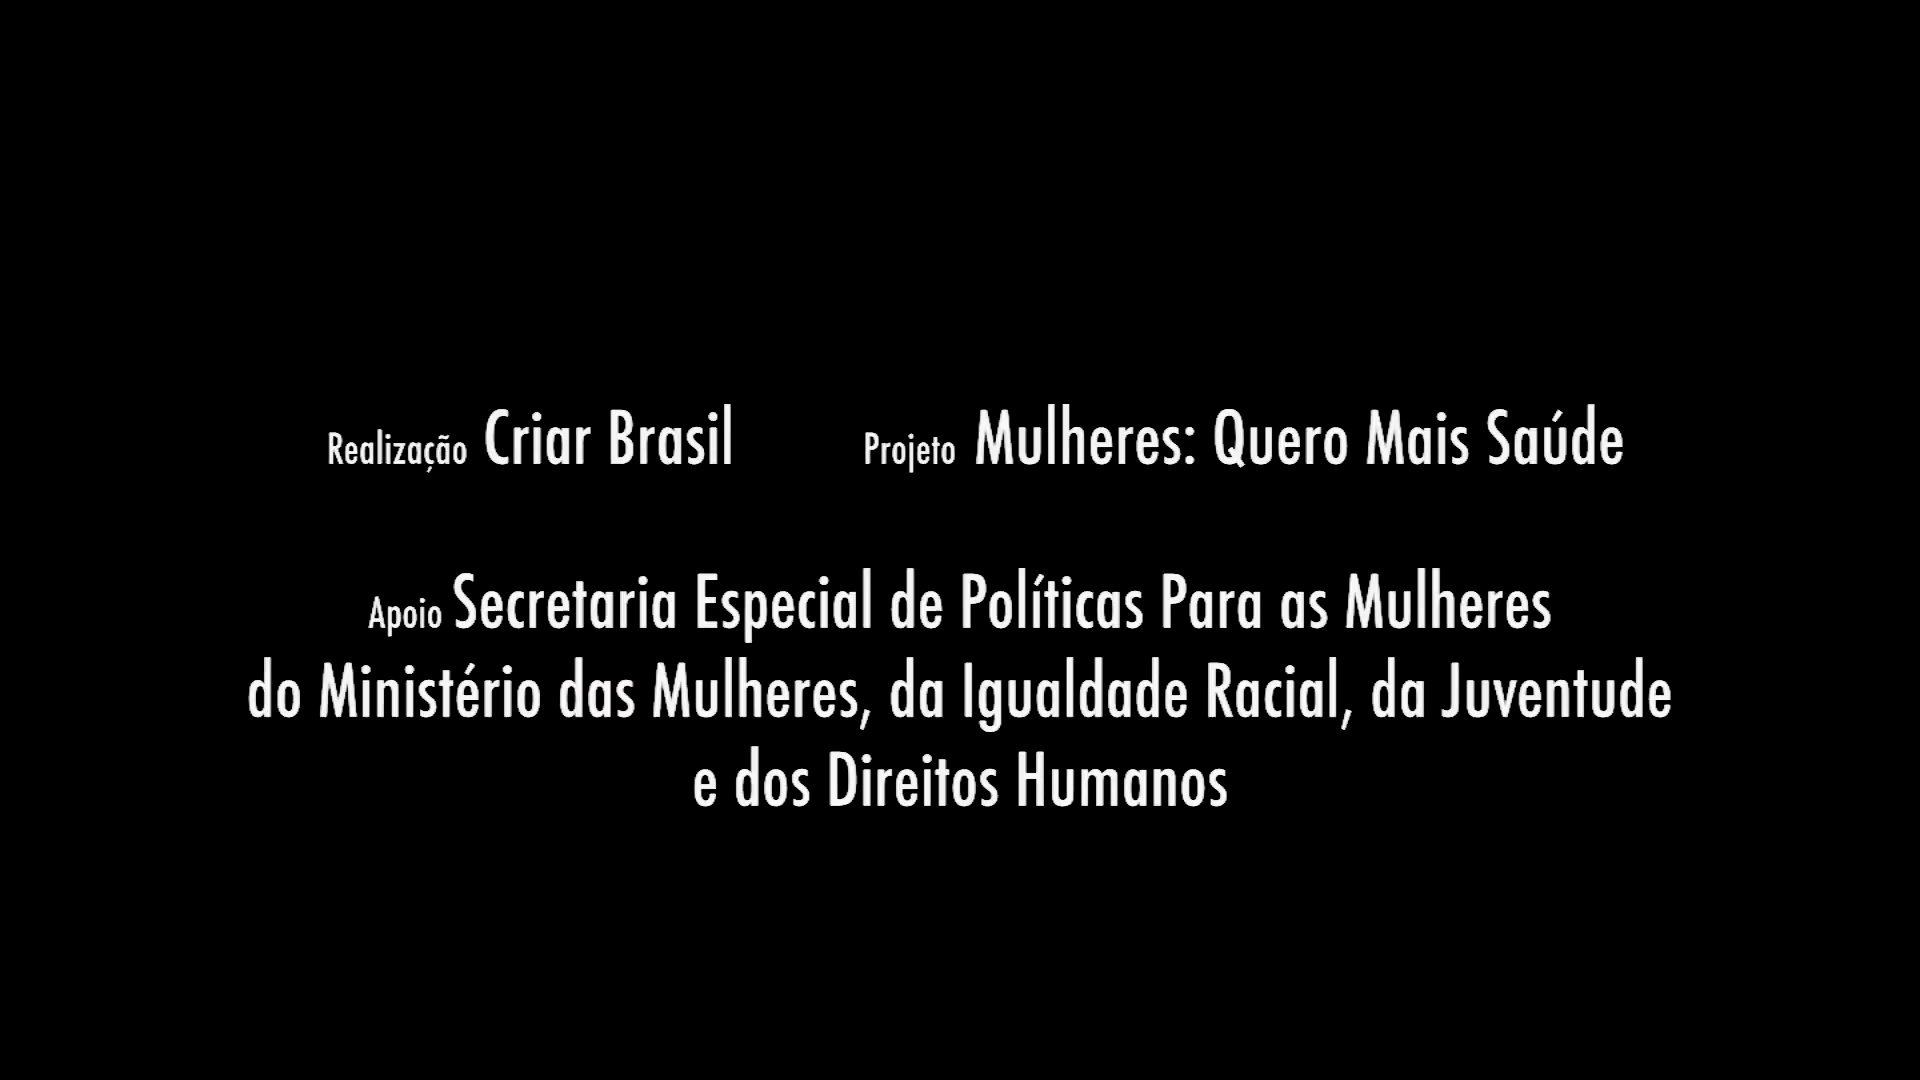 Realização Criar Brasil Projeto Mulheres: Quero Mais Saúde
Apoio Secretaria Especial de Políticas Para as Mulheres
do Ministério das Mulheres, da Igualdade Racial, da Juventude
e dos Direitos Humanos